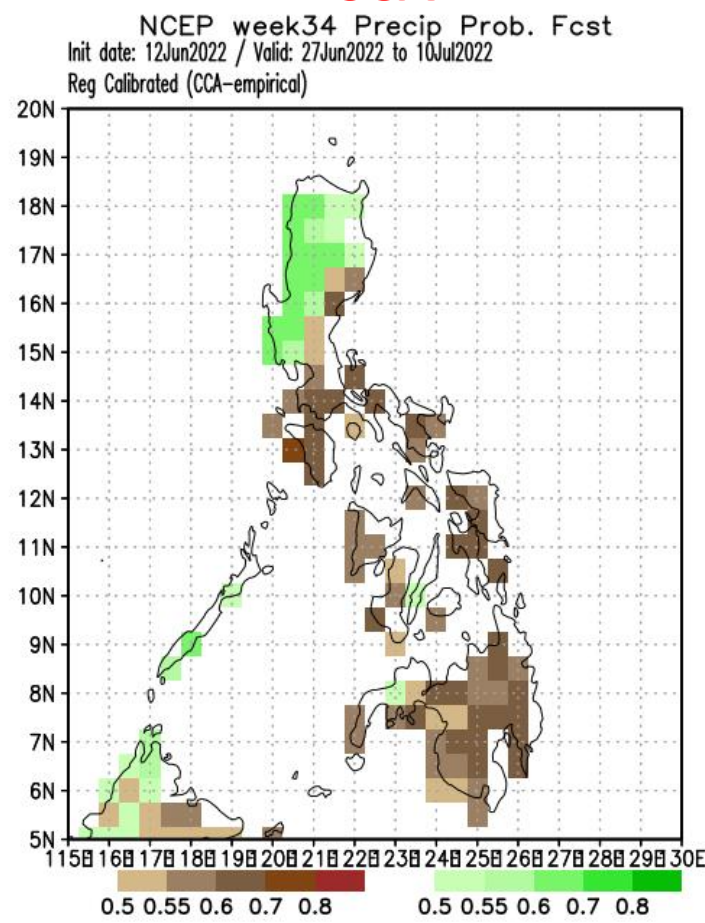 NCEP week34 Precip Prob. Fcst
Init date: 12Jun2022 / Valid: 27Jun2022 to 10Jul2022
Reg Calibrated (CCA-empirical)
20N
19N
18N
17N
16N
15N
14N
13N
12N
11N
10N
9N
8N
7N
6N
5N
115E 116E 117E 118E 119E 120E 121E 122E 123E 124E 125E 126E 127E 128E 129E 130E
0.5 0.55 0.6 0.7 0.8 0.5 0.55 0.6 0.7 0.8